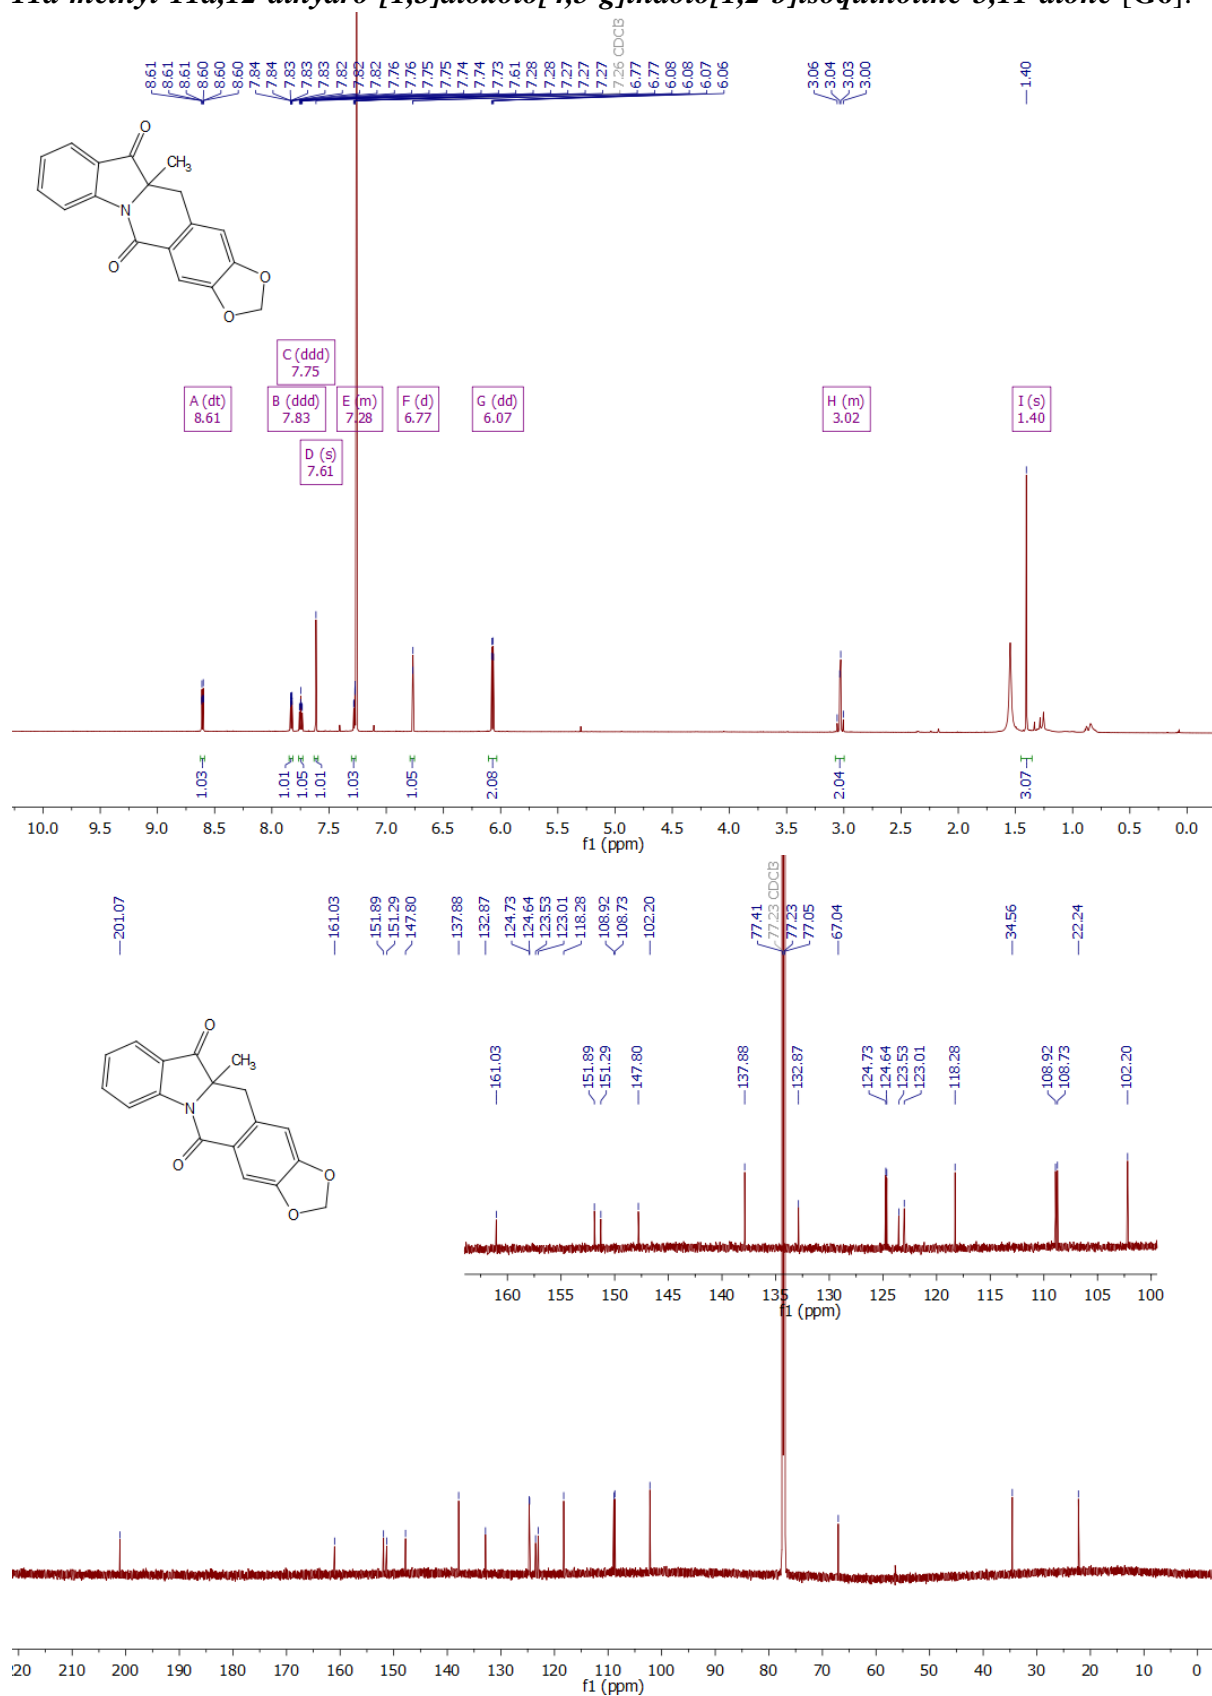 11a-methyl-11a,12-dihydro-[1,3]dioxolo[4,5-g]indolo[1,2-b]isoquinoline-5,11-dione
8.61 8.61 8.61 8.60 8.60 8.60 7.84 7.84 7.83 7.83 7.83 7.82 7.82 7.82 7.76 7.76 7.75 7.75 7.74 7.74 7.73 7.61 7.28 7.28 7.27 7.27 7.27 7.26 CDCl3 6.77 6.77 6.08 6.08 6.07 6.06 3.06 3.04 3.03 3.00 1.40
O
CH3
N
O
O
O
C (ddd)
7.75
A (dt)
8.61
B (ddd)
7.83
E (m)
7.28
F (d)
6.77
G (dd)
6.07
H (m)
3.02
I (s)
1.40
D (s)
7.61
1.03 1.01 1.05 1.01 1.03 1.05 2.08 2.04 3.07
10.0 9.5 9.0 8.5 8.0 7.5 7.0 6.5 6.0 5.5 5.0 4.5 4.0 3.5 3.0 2.5 2.0 1.5 1.0 0.5 0.0
f1 (ppm)
201.07 161.03 151.89 151.29 147.80 137.88 132.87 124.73 124.64 123.53 123.01 118.28 108.92 108.73 102.20 77.41 77.23 CDCl3 77.23 77.05 67.04 34.56 22.24
O
CH3
N
O
O
O
161.03 151.89 151.29 147.80 137.88 132.87 124.73 124.64 123.53 123.01 118.28 108.92 108.73 102.20
160 155 150 145 140 135 130 125 120 115 110 105 100
f1 (ppm)
20 210 200 190 180 170 160 150 140 130 120 110 100 90 80 70 60 50 40 30 20 10 0
f1 (ppm)